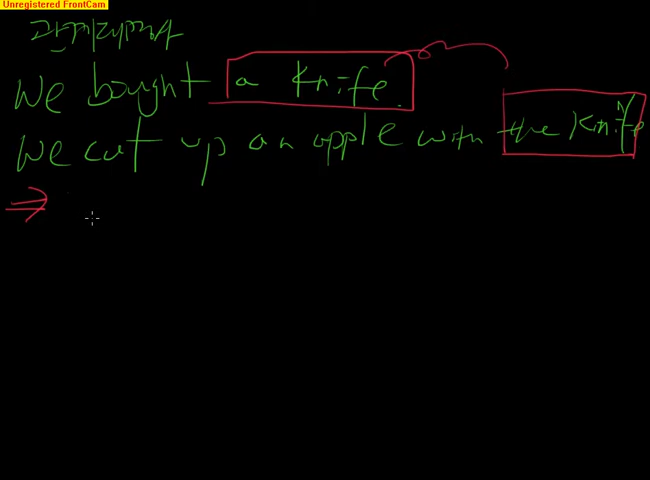 Unregistered FrontCam
관계대명사
We bought a knife.
We cut up an apple with the knife
⇒